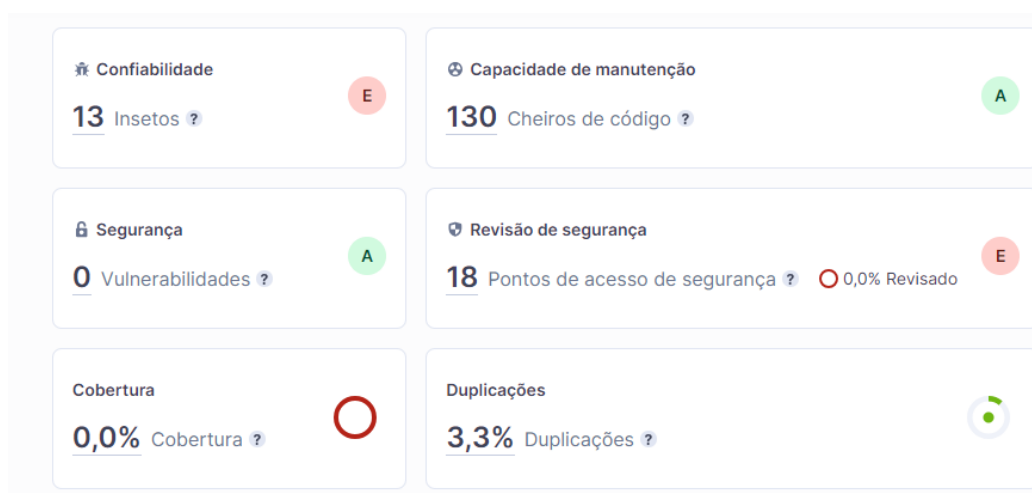 Confiabilidade
E
13 Insetos ?
Capacidade de manutenção
A
130 Cheiros de código ?
Segurança
A
0 Vulnerabilidades ?
Revisão de segurança
E
18 Pontos de acesso de segurança ? 0,0% Revisado
Cobertura
0,0% Cobertura ?
Duplicações
3,3% Duplicações ?